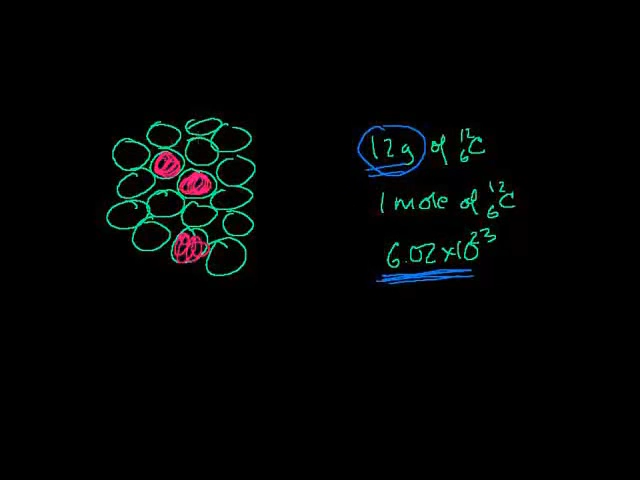 12g of ¹²₆C
1 mole of ¹²₆C
6.02×10²³